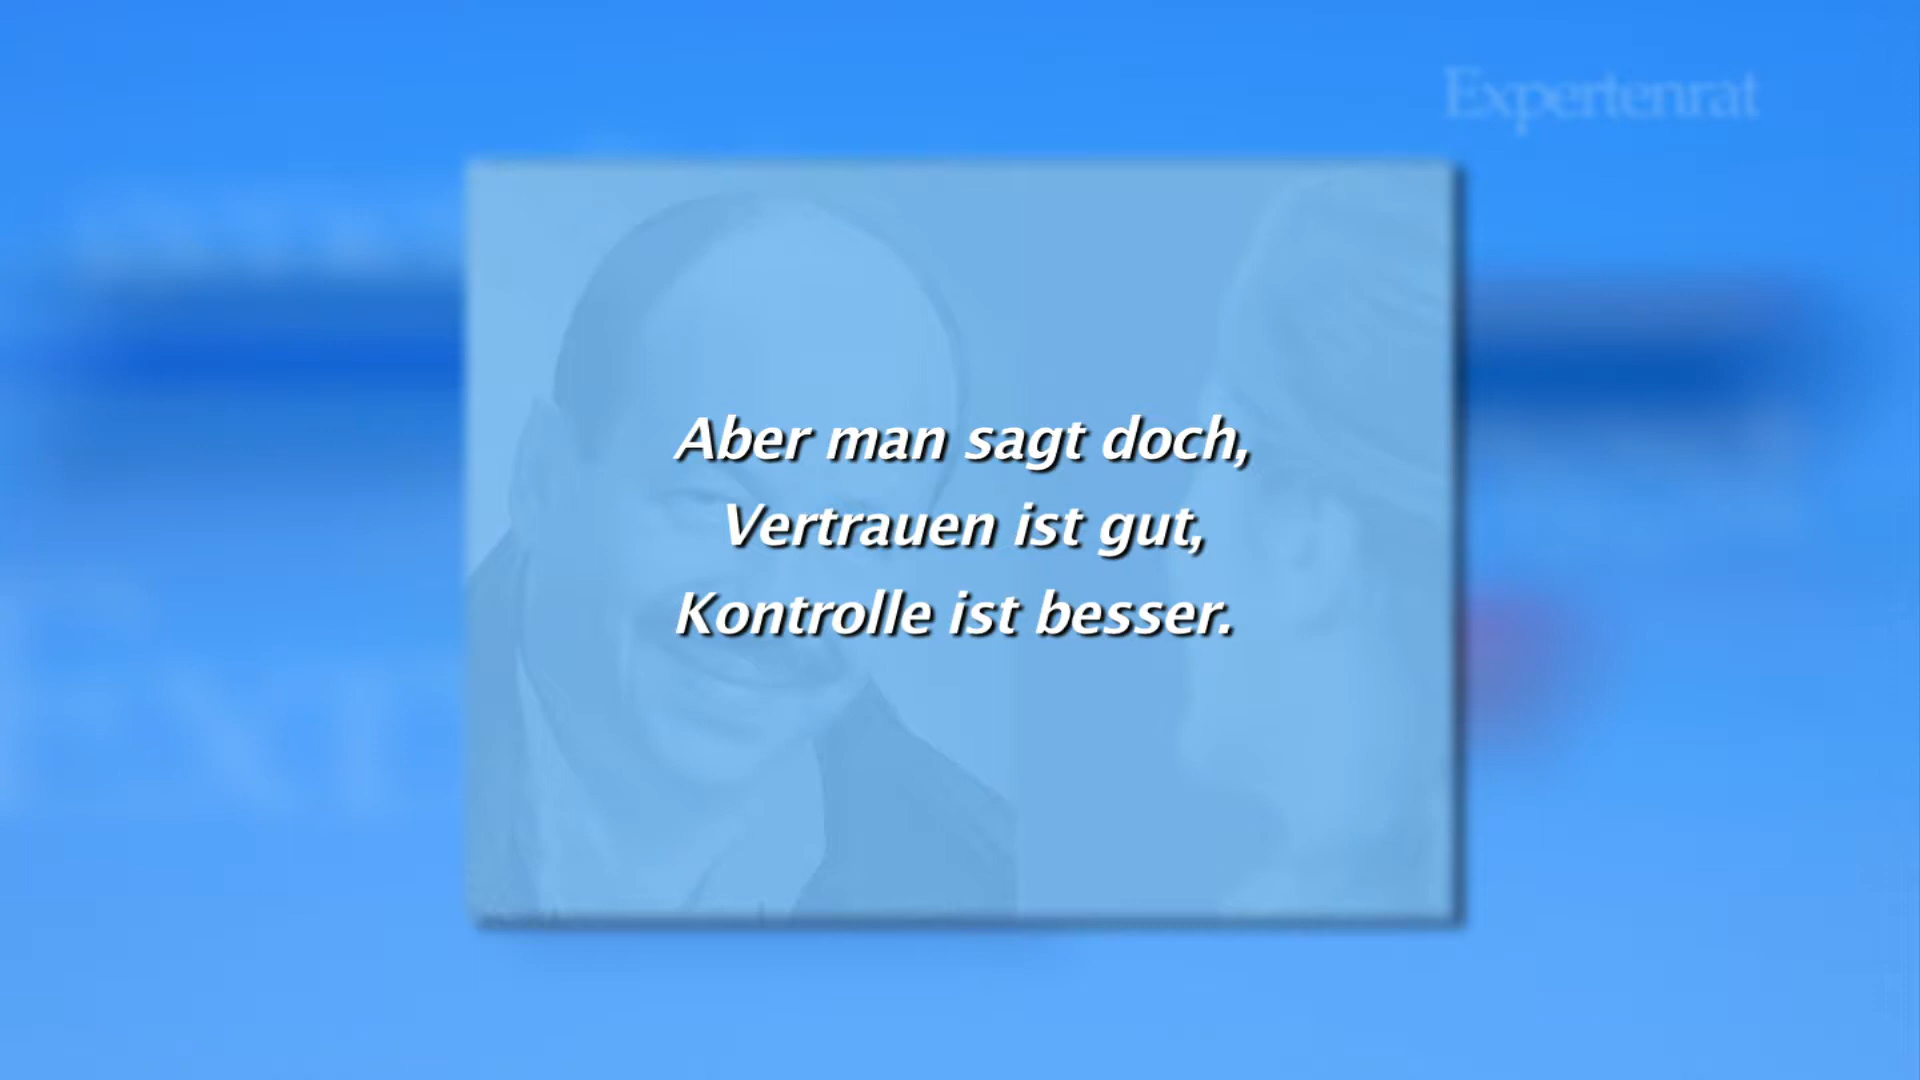 Expertenrat
Aber man sagt doch,
Vertrauen ist gut,
Kontrolle ist besser.